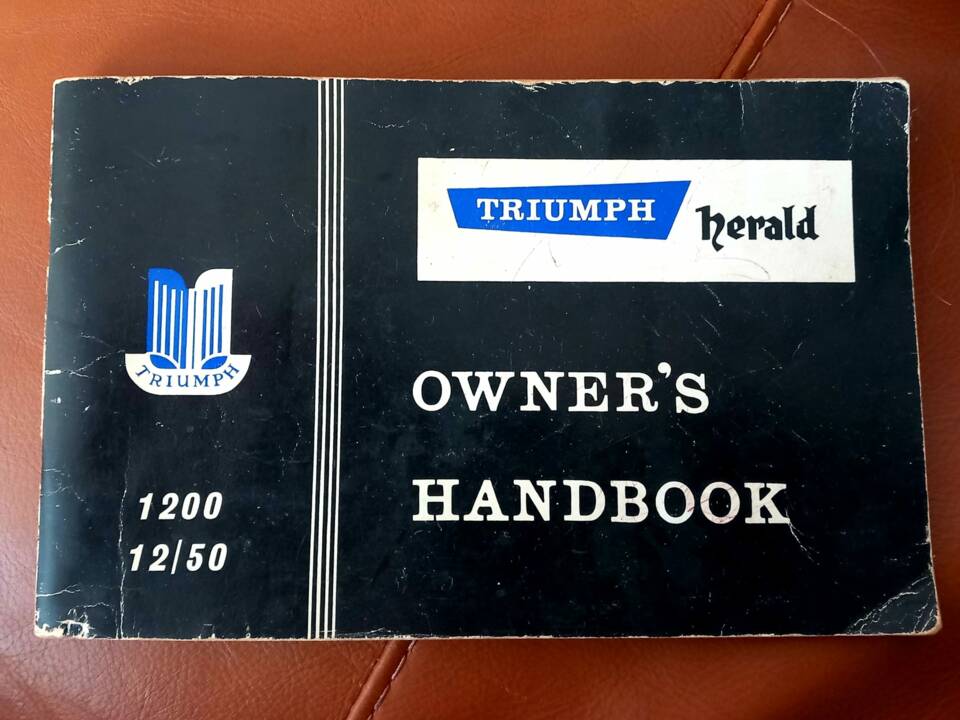 TRIUMPH herald
TRIUMPH
OWNER'S
HANDBOOK
1200
12/50